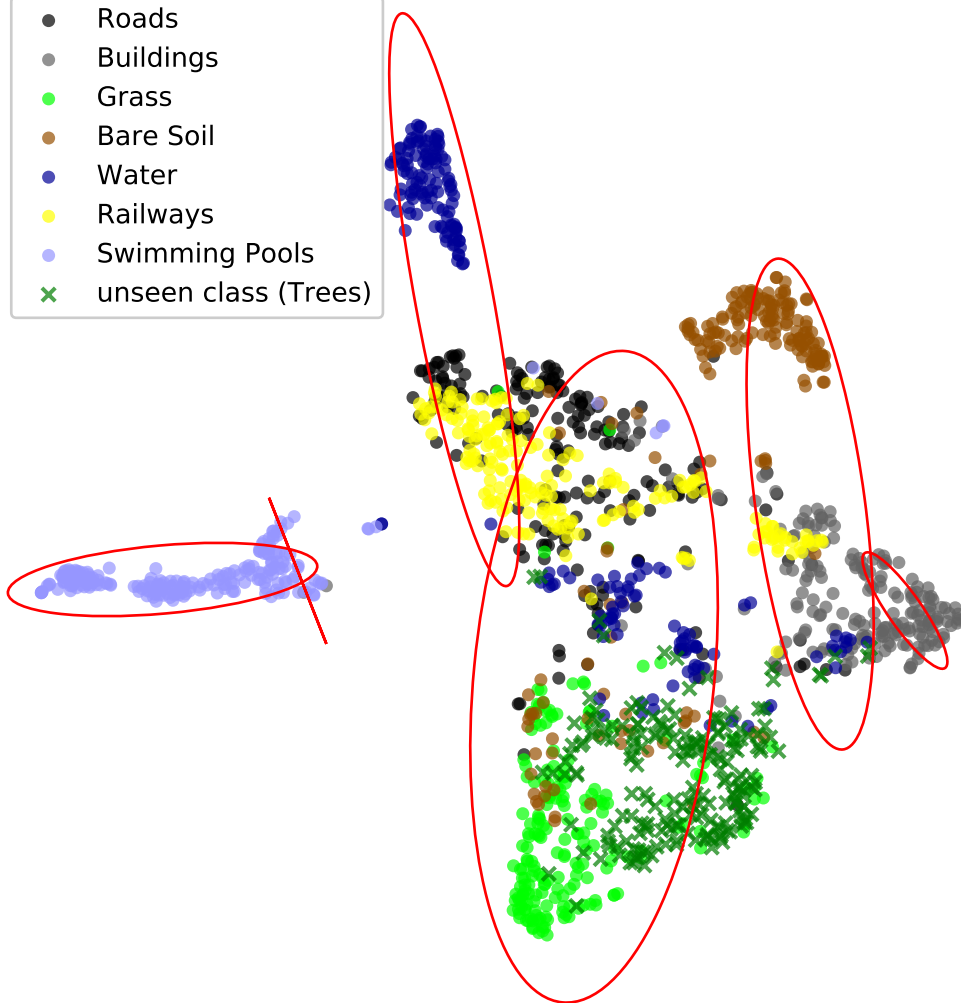 Roads
Buildings
Grass
Bare Soil
Water
Railways
Swimming Pools
unseen class (Trees)